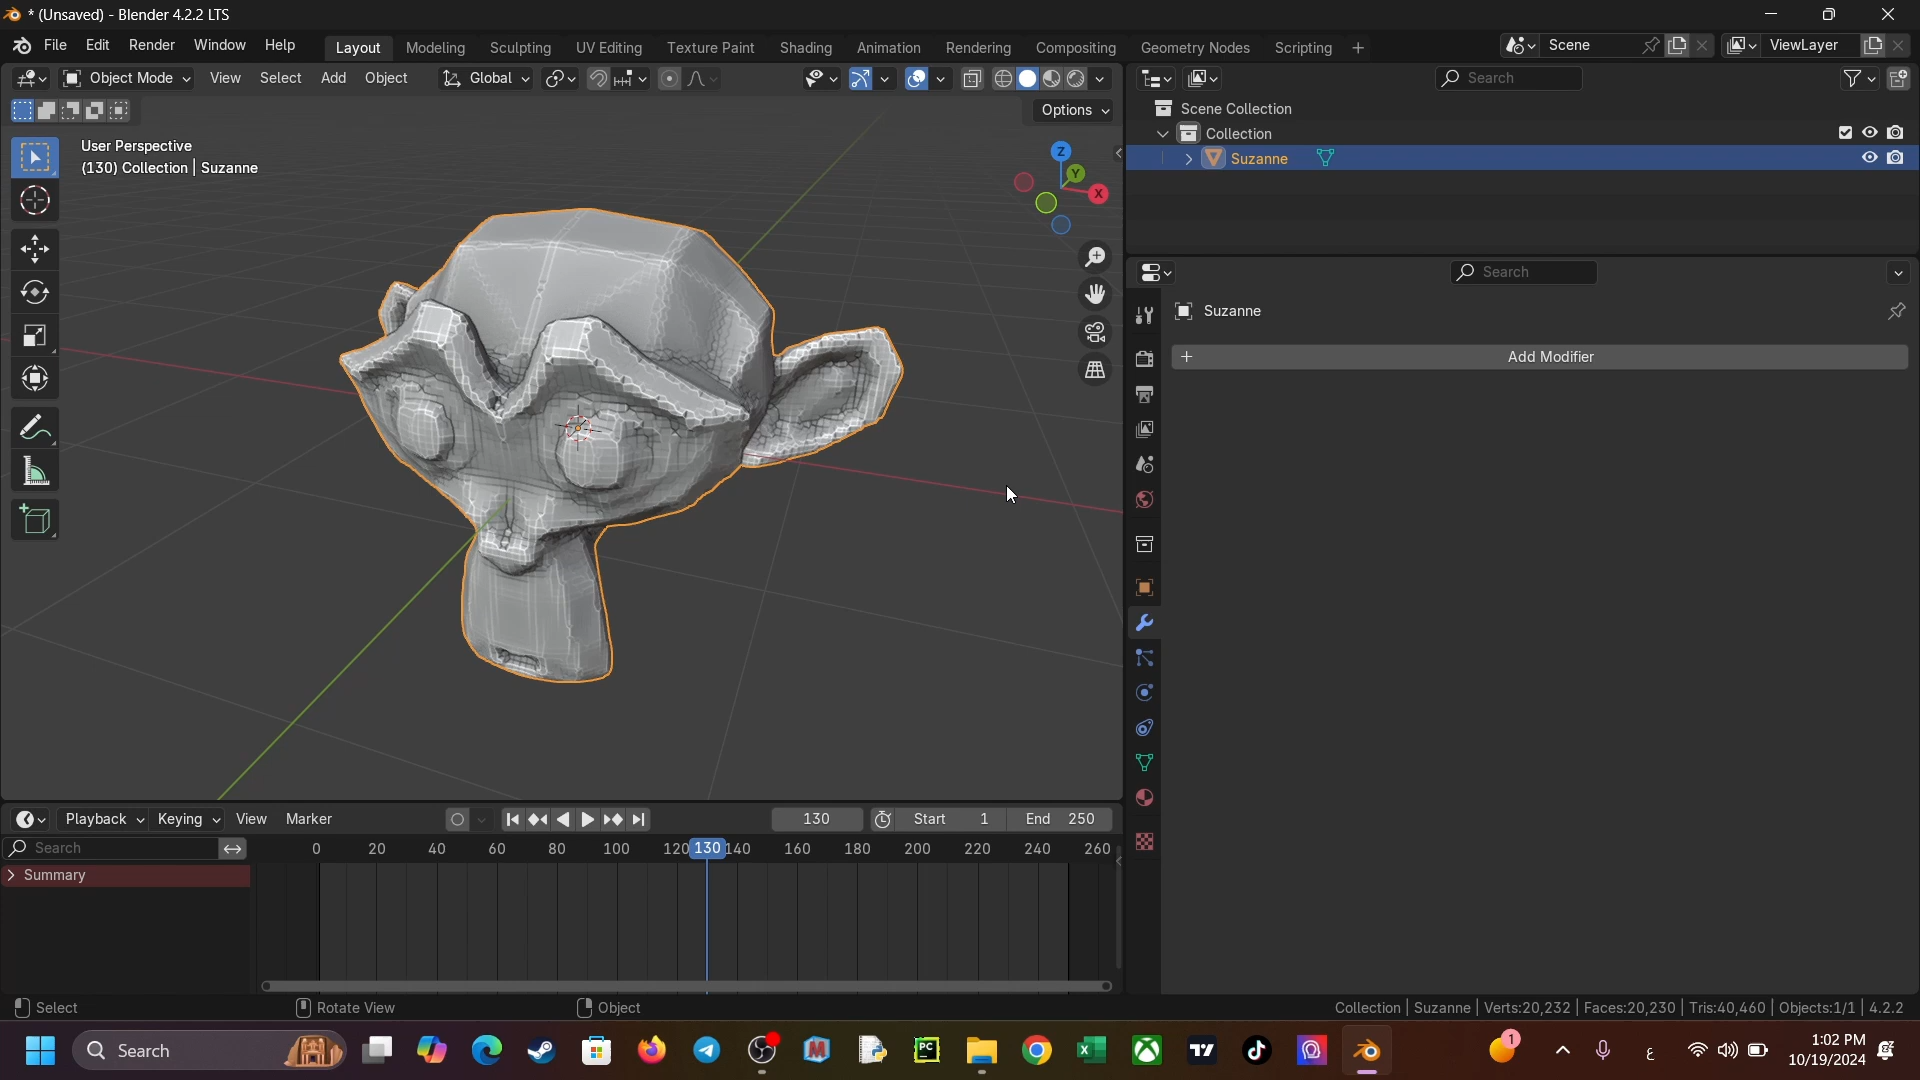 * (Unsaved) - Blender 4.2.2 LTS
File Edit Render Window Help Layout Modeling Sculpting UV Editing Texture Paint Shading Animation Rendering Compositing Geometry Nodes Scripting + Scene ViewLayer
Object Mode View Select Add Object Global
Search
Options
User Perspective
(130) Collection | Suzanne
Z
Y
X
Scene Collection
Collection
Suzanne
Search
Suzanne
+ Add Modifier
Playback Keying View Marker 130 Start 1 End 250
Search
0 20 40 60 80 100 120 130 140 160 180 200 220 240 260
Summary
Select Rotate View Object Collection | Suzanne | Verts:20,232 | Faces:20,230 | Tris:40,460 | Objects:1/1 | 4.2.2
Search
PC
1
ع
1:02 PM
10/19/2024